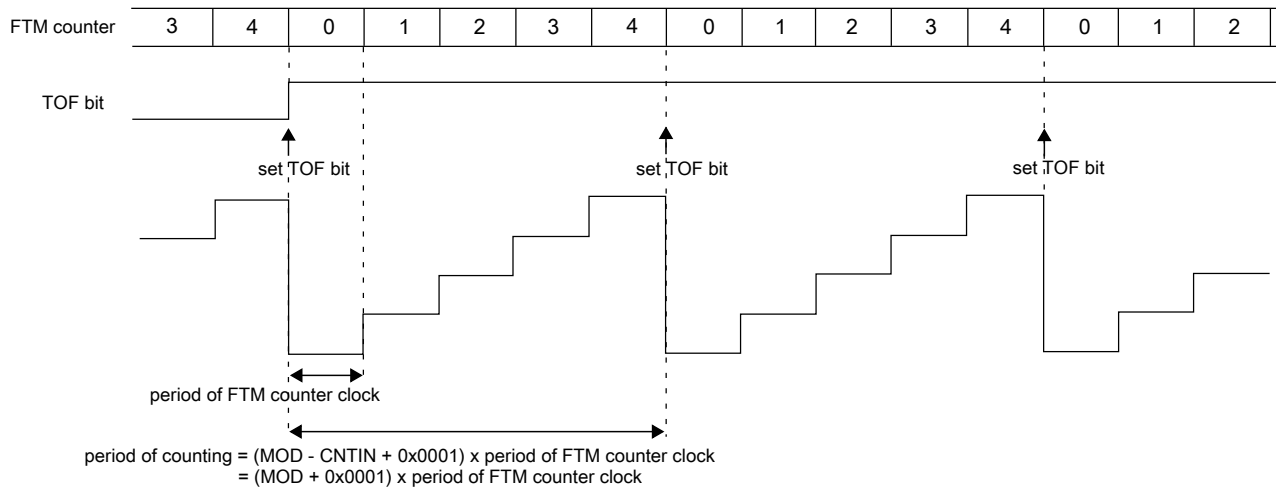 FTM counter 3 4 0 1 2 3 4 0 1 2 3 4 0 1 2
TOF bit
set TOF bit set TOF bit set TOF bit
period of FTM counter clock
period of counting = (MOD - CNTIN + 0x0001) x period of FTM counter clock
= (MOD + 0x0001) x period of FTM counter clock